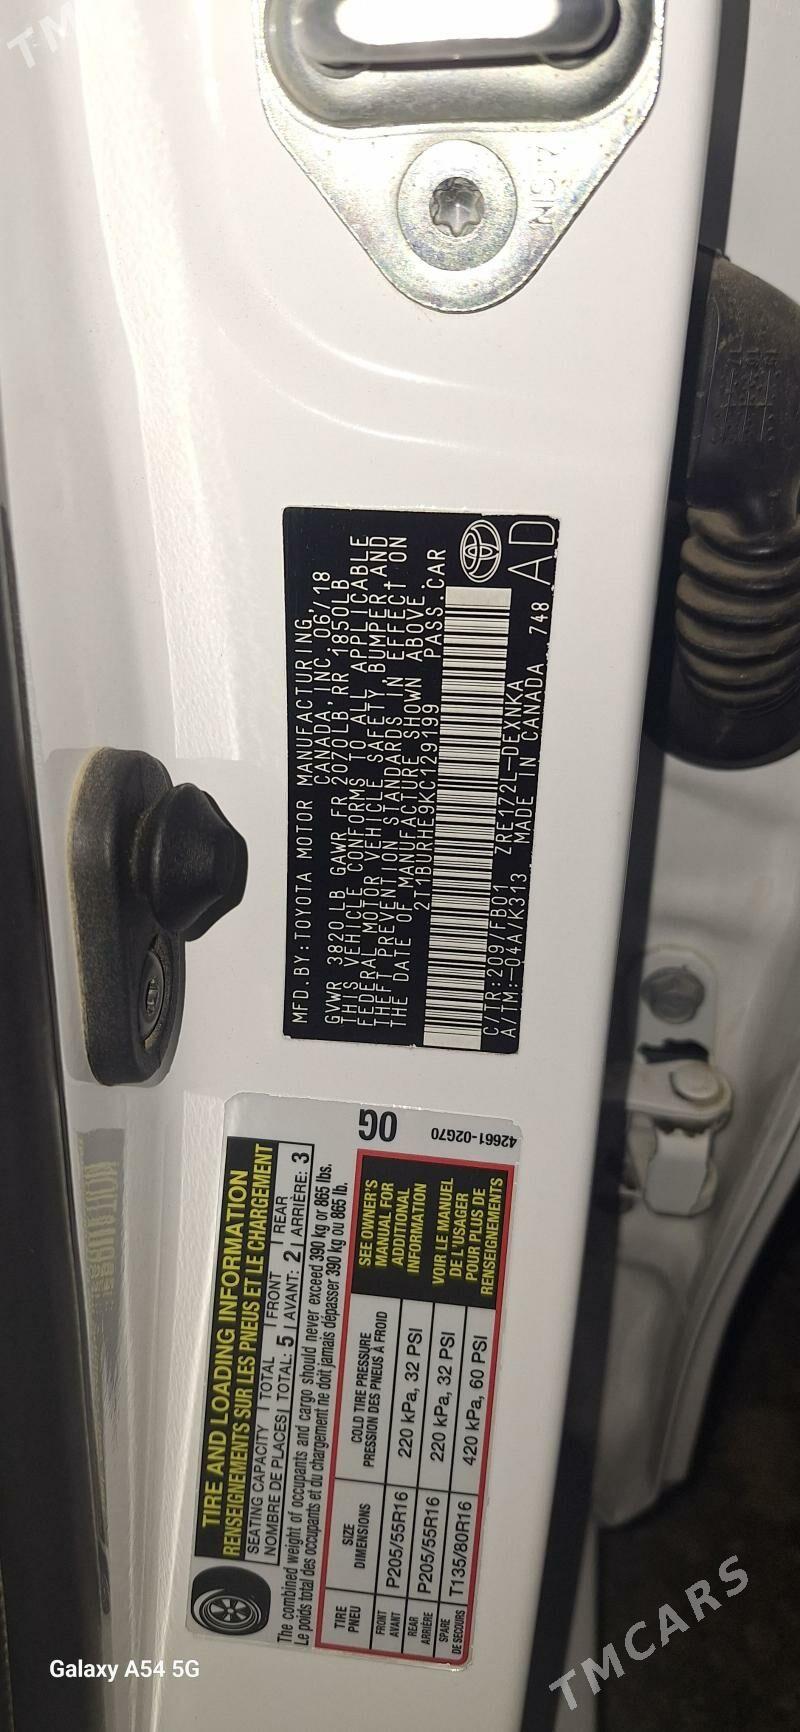 TM
AISIN
MFD.BY:TOYOTA MOTOR MANUFACTURING,
CANADA, INC. 06/18
GVWR 3820 LB GAWR FR 2070LB RR 1850LB
THIS VEHICLE CONFORMS TO ALL APPLICABLE
FEDERAL MOTOR VEHICLE SAFETY, BUMPER, AND
THEFT PREVENTION STANDARDS IN EFFECT ON
THE DATE OF MANUFACTURE SHOWN ABOVE.
2T1BURHE9KC129199 PASS.CAR
C/TR:209/FB01 ZRE172L-DEXNKA
A/TM:-04A/K313 MADE IN CANADA 748
AD
0G
42661-02G70
TIRE AND LOADING INFORMATION
RENSEIGNEMENTS SUR LES PNEUS ET LE CHARGEMENT
SEATING CAPACITY | TOTAL | FRONT | REAR
NOMBRE DE PLACES | TOTAL: 5 | AVANT: 2 | ARRIÈRE: 3
The combined weight of occupants and cargo should never exceed 390 kg or 865 lbs.
Le poids total des occupants et du chargement ne doit jamais dépasser 390 kg ou 865 lb.
TIRE PNEU | SIZE DIMENSIONS | COLD TIRE PRESSURE PRESSION DES PNEUS À FROID
FRONT AVANT | P205/55R16 | 220 kPa, 32 PSI
REAR ARRIÈRE | P205/55R16 | 220 kPa, 32 PSI
SPARE DE SECOURS | T135/80R16 | 420 kPa, 60 PSI
SEE OWNER'S
MANUAL FOR
ADDITIONAL
INFORMATION
VOIR LE MANUEL
DE L'USAGER
POUR PLUS DE
RENSEIGNEMENTS
Galaxy A54 5G
TMCARS